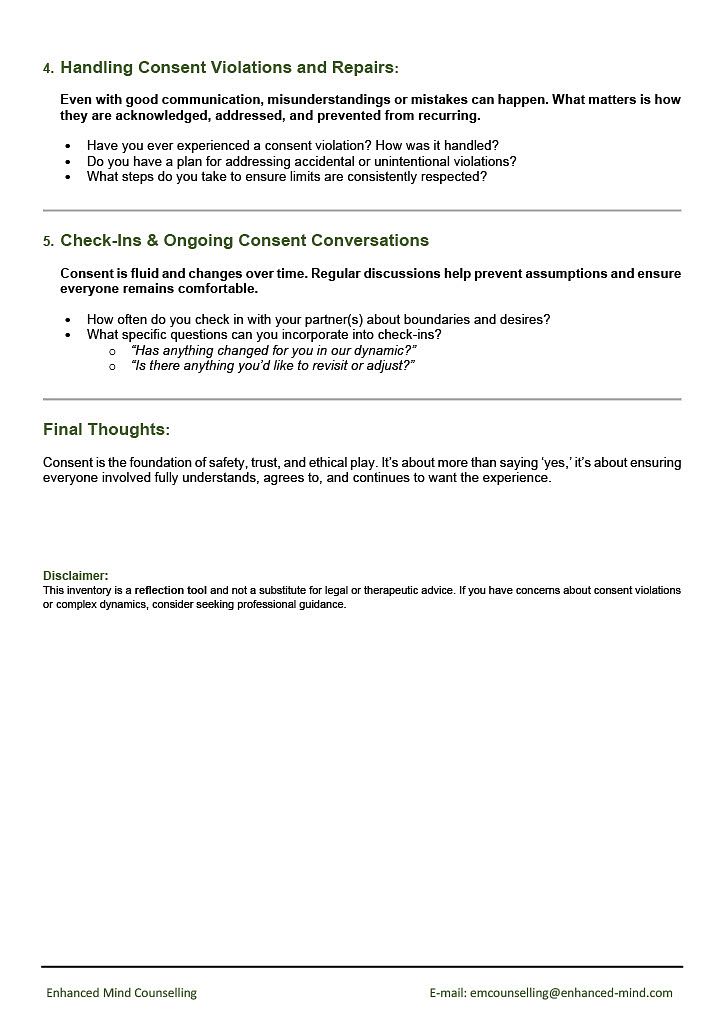 4. Handling Consent Violations and Repairs:
Even with good communication, misunderstandings or mistakes can happen. What matters is how
they are acknowledged, addressed, and prevented from recurring.
• Have you ever experienced a consent violation? How was it handled?
• Do you have a plan for addressing accidental or unintentional violations?
• What steps do you take to ensure limits are consistently respected?
5. Check-Ins & Ongoing Consent Conversations
Consent is fluid and changes over time. Regular discussions help prevent assumptions and ensure
everyone remains comfortable.
• How often do you check in with your partner(s) about boundaries and desires?
• What specific questions can you incorporate into check-ins?
o “Has anything changed for you in our dynamic?”
o “Is there anything you’d like to revisit or adjust?”
Final Thoughts:
Consent is the foundation of safety, trust, and ethical play. It’s about more than saying ‘yes,’ it’s about ensuring
everyone involved fully understands, agrees to, and continues to want the experience.
Disclaimer:
This inventory is a reflection tool and not a substitute for legal or therapeutic advice. If you have concerns about consent violations
or complex dynamics, consider seeking professional guidance.
Enhanced Mind Counselling E-mail: emcounselling@enhanced-mind.com